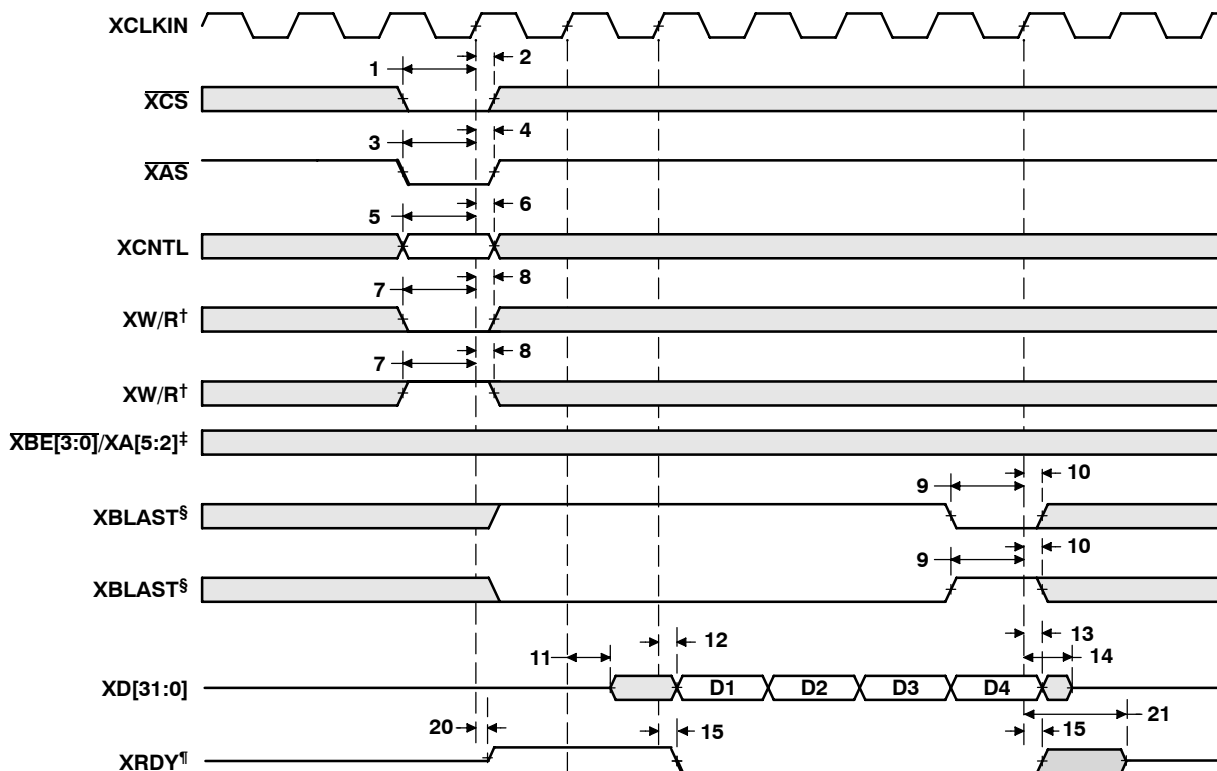 XCLKIN
1 2
XCS
3 4
XAS
5 6
XCNTL
7 8
XW/R†
7 8
XW/R†
XBE[3:0]/XA[5:2]‡
9 10
XBLAST§
9 10
XBLAST§
13
12
11 14
XD[31:0] D1 D2 D3 D4
21
20 15 15
XRDY¶